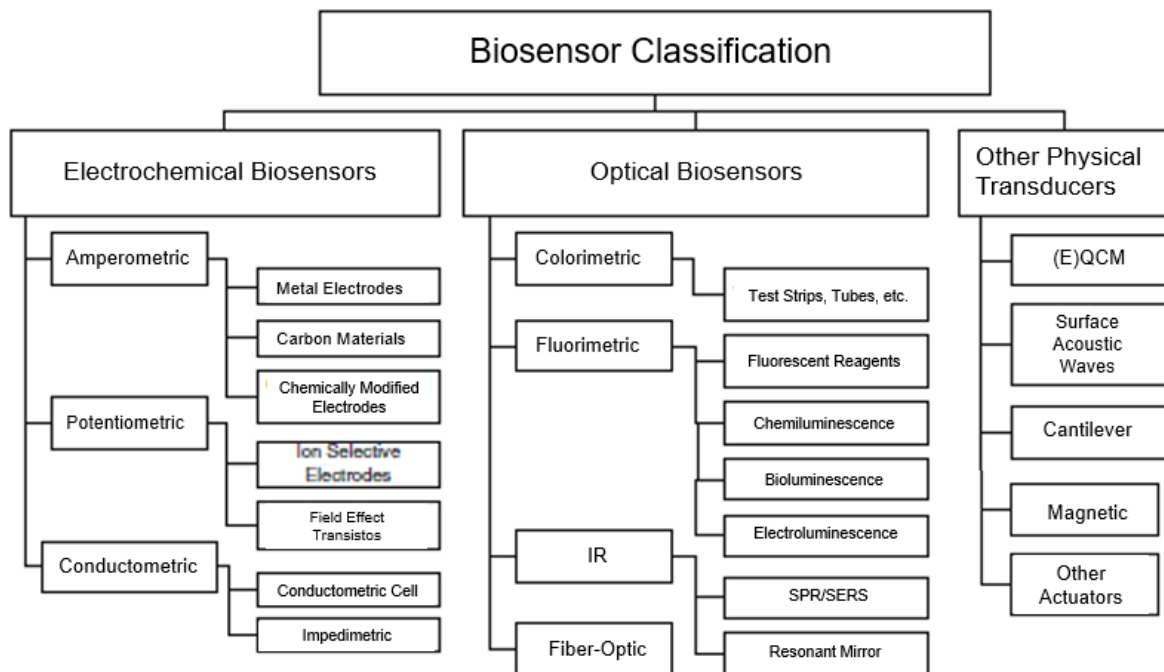 Biosensor Classification
Electrochemical Biosensors
Amperometric
Metal Electrodes
Carbon Materials
Chemically Modified
Electrodes
Potentiometric
Ion Selective
Electrodes
Field Effect
Transistos
Conductometric
Conductometric Cell
Impedimetric
Optical Biosensors
Colorimetric
Test Strips, Tubes, etc.
Fluorimetric
Fluorescent Reagents
Chemiluminescence
Bioluminescence
Electroluminescence
IR
SPR/SERS
Resonant Mirror
Fiber-Optic
Other Physical
Transducers
(E)QCM
Surface
Acoustic
Waves
Cantilever
Magnetic
Other
Actuators